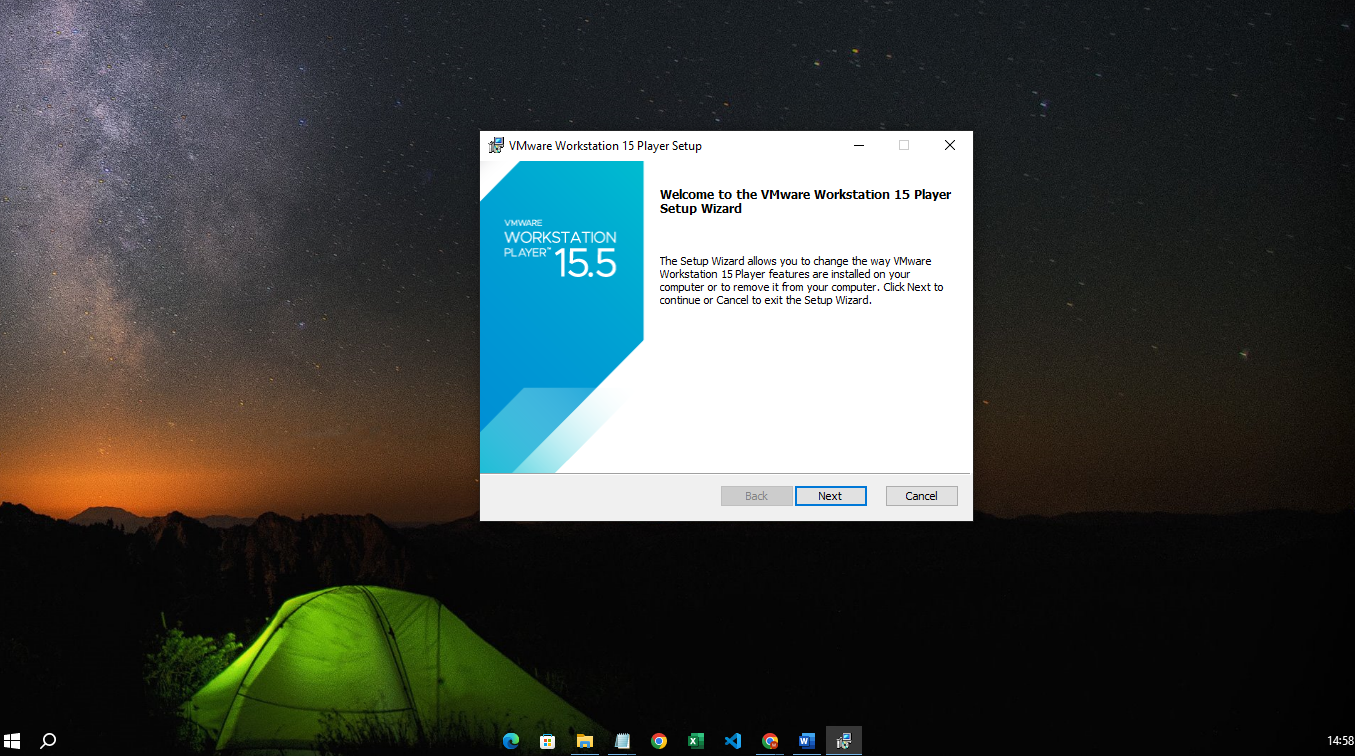 VMware Workstation 15 Player Setup
VMWARE
WORKSTATION
PLAYER™ 15.5
Welcome to the VMware Workstation 15 Player
Setup Wizard
The Setup Wizard allows you to change the way VMware
Workstation 15 Player features are installed on your
computer or to remove it from your computer. Click Next to
continue or Cancel to exit the Setup Wizard.
Back
Next
Cancel
14:58